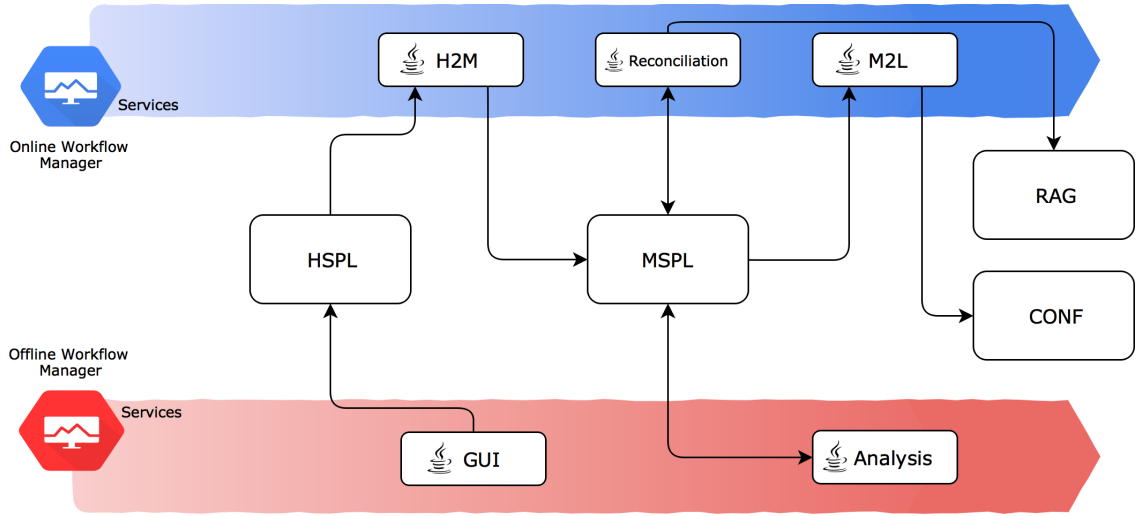 H2M
Reconciliation
M2L
Services
Online Workflow
Manager
RAG
HSPL
MSPL
CONF
Offline Workflow
Manager
Services
GUI
Analysis